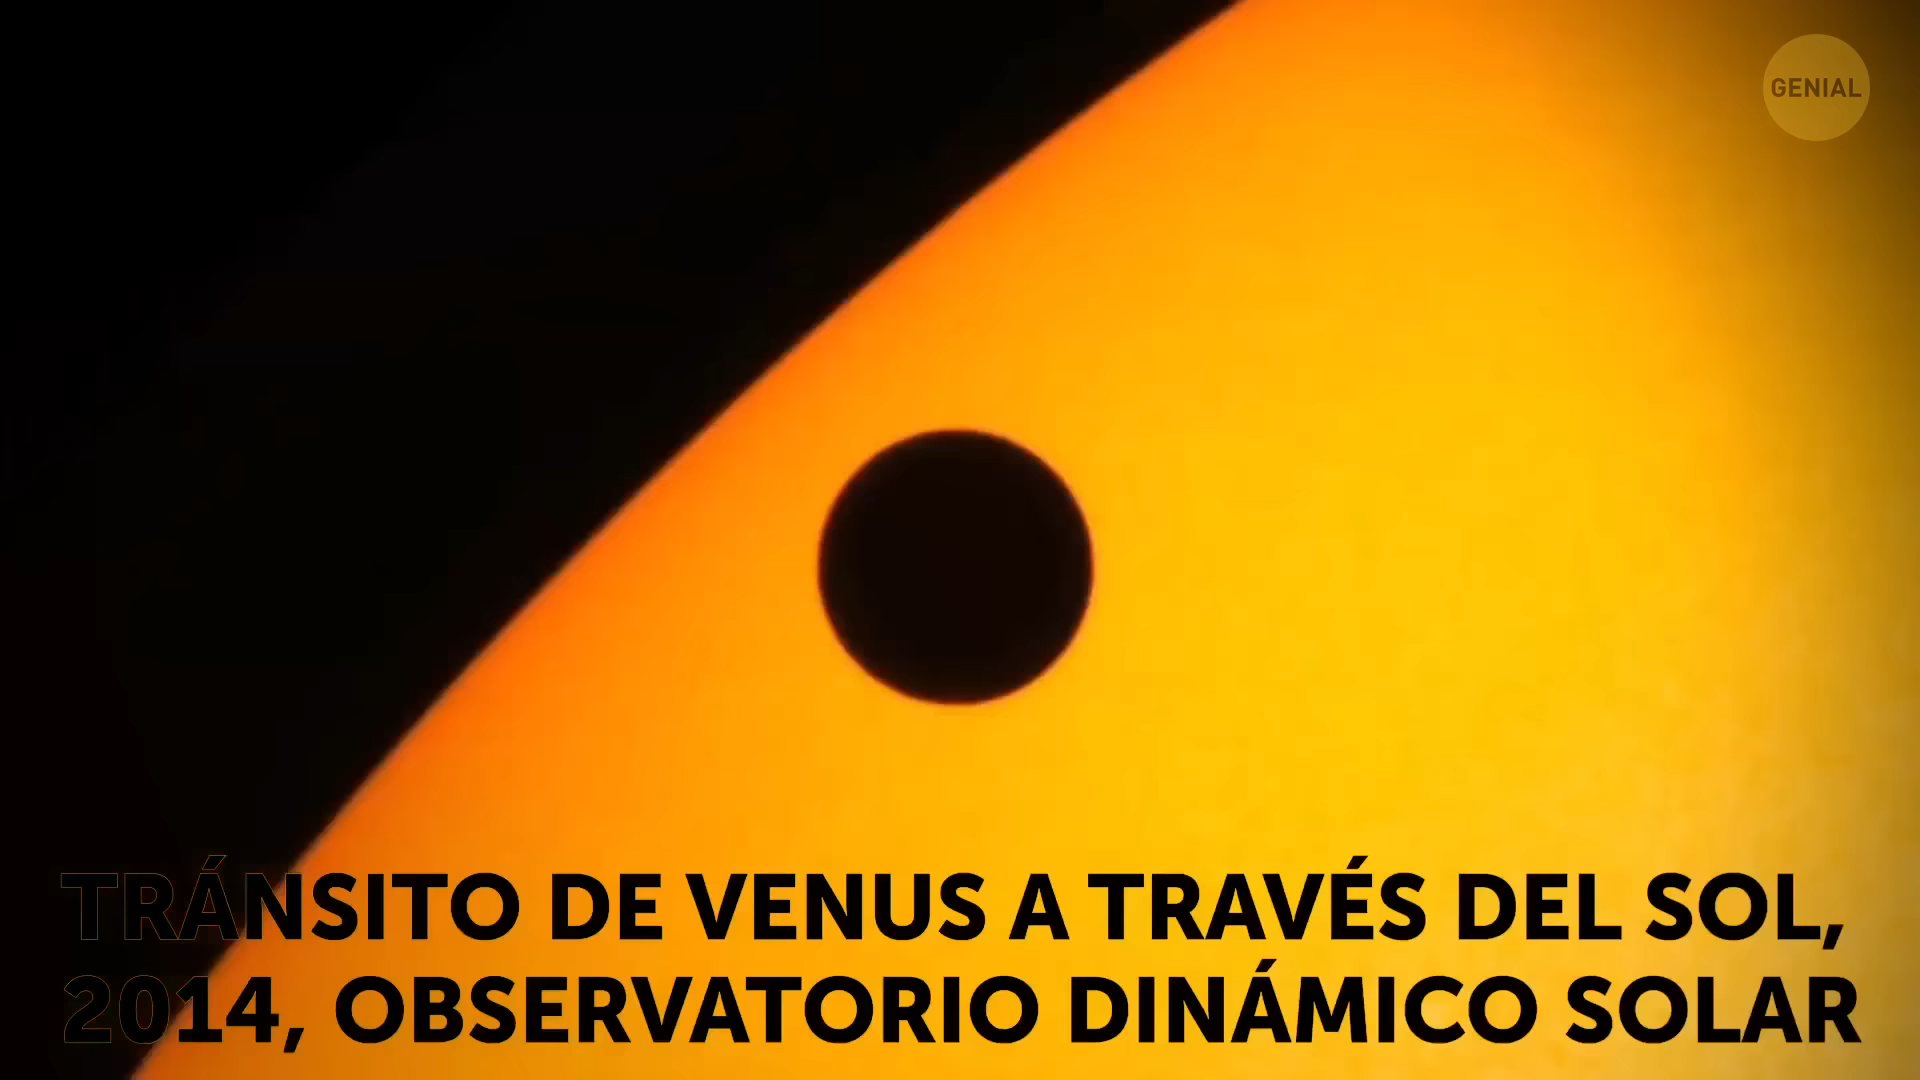 GENIAL
TRÁNSITO DE VENUS A TRAVÉS DEL SOL,
2014, OBSERVATORIO DINÁMICO SOLAR